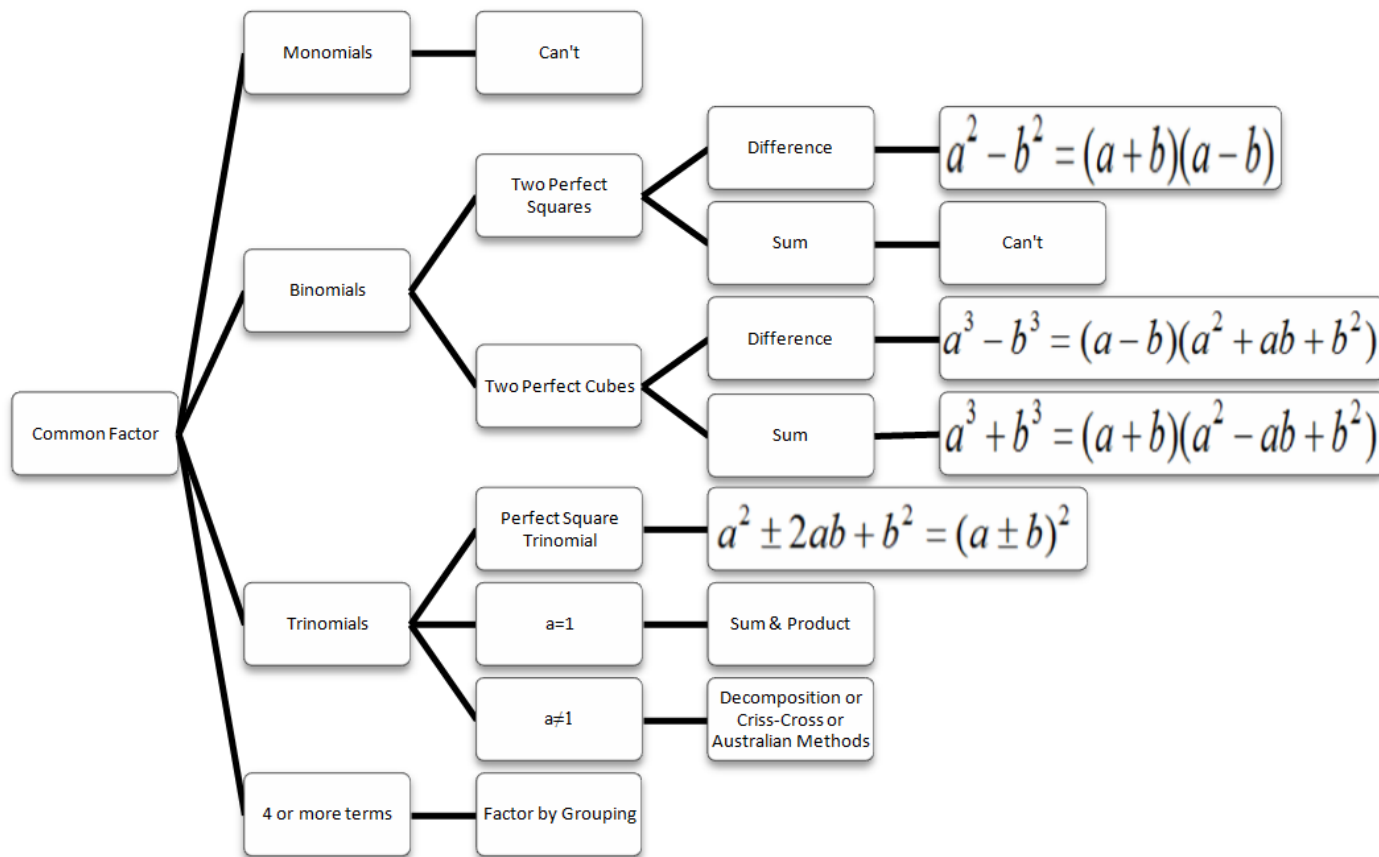 Common Factor
Monomials
Can't
Binomials
Two Perfect
Squares
Difference
a² − b² = (a + b)(a − b)
Sum
Can't
Two Perfect Cubes
Difference
a³ − b³ = (a − b)(a² + ab + b²)
Sum
a³ + b³ = (a + b)(a² − ab + b²)
Trinomials
Perfect Square
Trinomial
a² ± 2ab + b² = (a ± b)²
a=1
Sum & Product
a≠1
Decomposition or
Criss-Cross or
Australian Methods
4 or more terms
Factor by Grouping